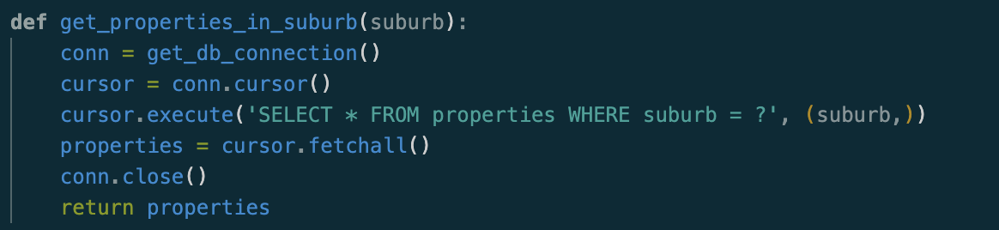 def get_properties_in_suburb(suburb):
    conn = get_db_connection()
    cursor = conn.cursor()
    cursor.execute('SELECT * FROM properties WHERE suburb = ?', (suburb,))
    properties = cursor.fetchall()
    conn.close()
    return properties